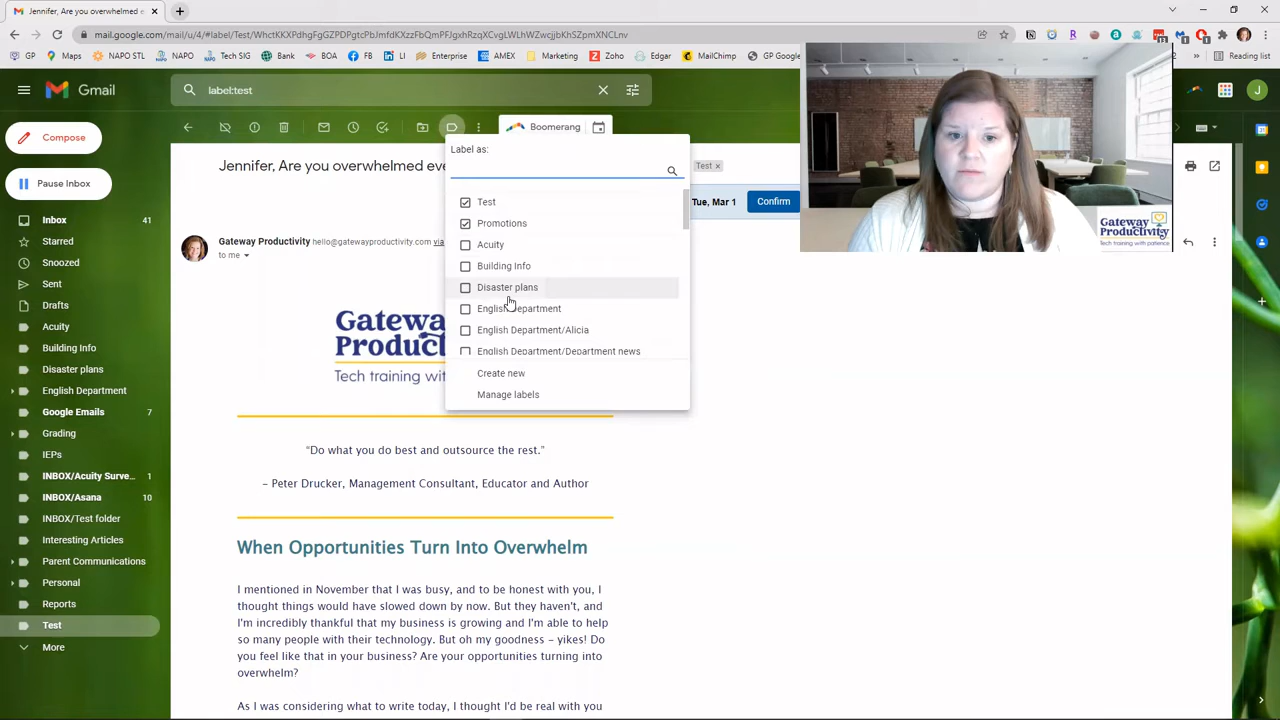 Jennifer, Are you overwhelmed eve
mail.google.com/mail/u/4/#label/Test/WhctKKXPdhgFgGZPDPgtcPbJmfdKXzzFbQmPFJgxhRzqXCvgLWLhWZwcjjbKhSZpmXNCLnv
GP
Mgr
NAPO STL
NAPO
Tech SIG
Bank
BOA
FB
IG
LI
Marketing
Zoho
Edgar
MailChimp
GDrive
GCal
Asana
Other bookmarks
Reading list
Gmail
label:test
J
Compose
Pause Inbox
Inbox 41
Starred
Snoozed
Sent
Drafts
Acuity
Building Info
Disaster plans
English Department
Google Emails 7
Grading
IEPs
INBOX/Acuity Surve... 1
INBOX/Asana 10
INBOX/Test folder
Interesting Articles
Parent Communications
Personal
Reports
Test
More
Boomerang
Jennifer, Are you overwhelmed eve
Test x
Tue, Mar 1 Confirm
Gateway Productivity hello@gatewayproductivity.com via
to me
Label as:
Test
Promotions
Acuity
Building Info
Disaster plans
English Department
English Department/Alicia
English Department/Department news
Create new
Manage labels
Gateway
Productivity
Tech training with patience
Gateway
Produc
Tech training wit
“Do what you do best and outsource the rest.”
– Peter Drucker, Management Consultant, Educator and Author
When Opportunities Turn Into Overwhelm
I mentioned in November that I was busy, and to be honest with you, I
thought things would have slowed down by now. But they haven't, and
I'm incredibly thankful that my business is growing and I'm able to help
so many people with their technology. But oh my goodness – yikes! Do
you feel like that in your business? Are your opportunities turning into
overwhelm?
As I was considering what to write today, I thought I'd be real with you